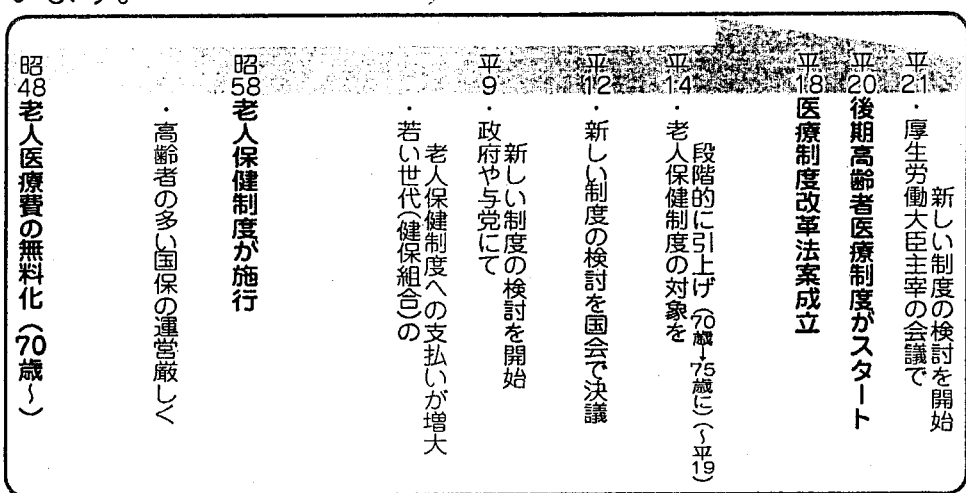 昭48
老人医療費の無料化(70歳～)
・高齢者の多い国保の運営厳しく
昭58
老人保健制度が施行
・若い世代(健保組合)の
老人保健制度への支払いが増大
平9
・政府や与党にて
新しい制度の検討を開始
平12
・新しい制度の検討を国会で決議
平14
・老人保健制度の対象を
段階的に引上げ(70歳→75歳に)(～平19)
平18
医療制度改革法案成立
平20
後期高齢者医療制度がスタート
平21
・厚生労働大臣主宰の会議で
新しい制度の検討を開始